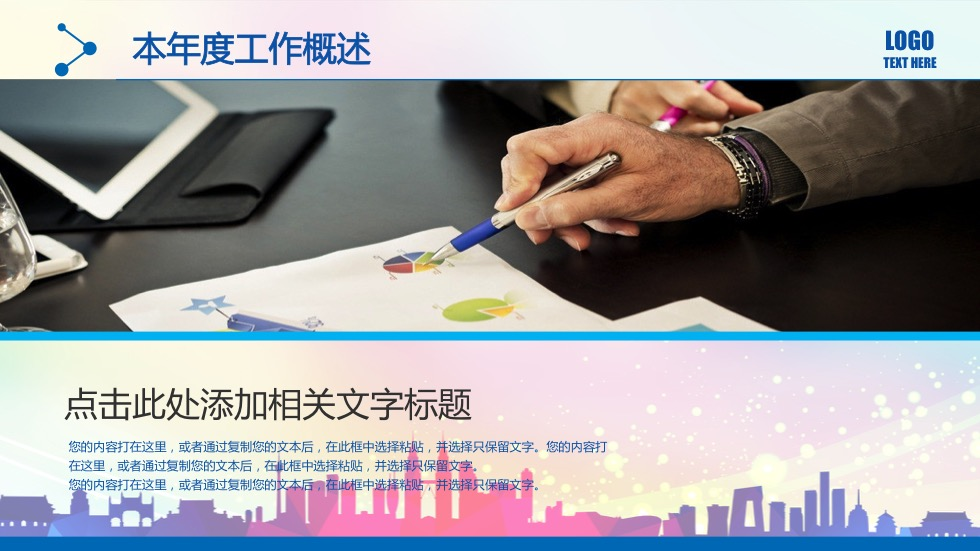 本年度工作概述
LOGO
TEXT HERE
点击此处添加相关文字标题
您的内容打在这里，或者通过复制您的文本后，在此框中选择粘贴，并选择只保留文字。您的内容打
在这里，或者通过复制您的文本后，在此框中选择粘贴，并选择只保留文字。
您的内容打在这里，或者通过复制您的文本后，在此框中选择粘贴，并选择只保留文字。